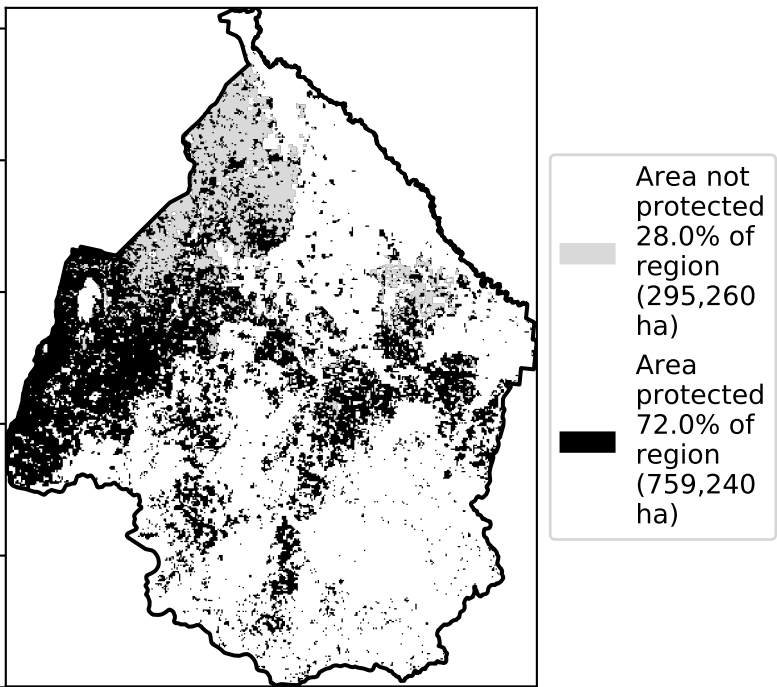 Area not
protected
28.0% of
region
(295,260
ha)
Area
protected
72.0% of
region
(759,240
ha)